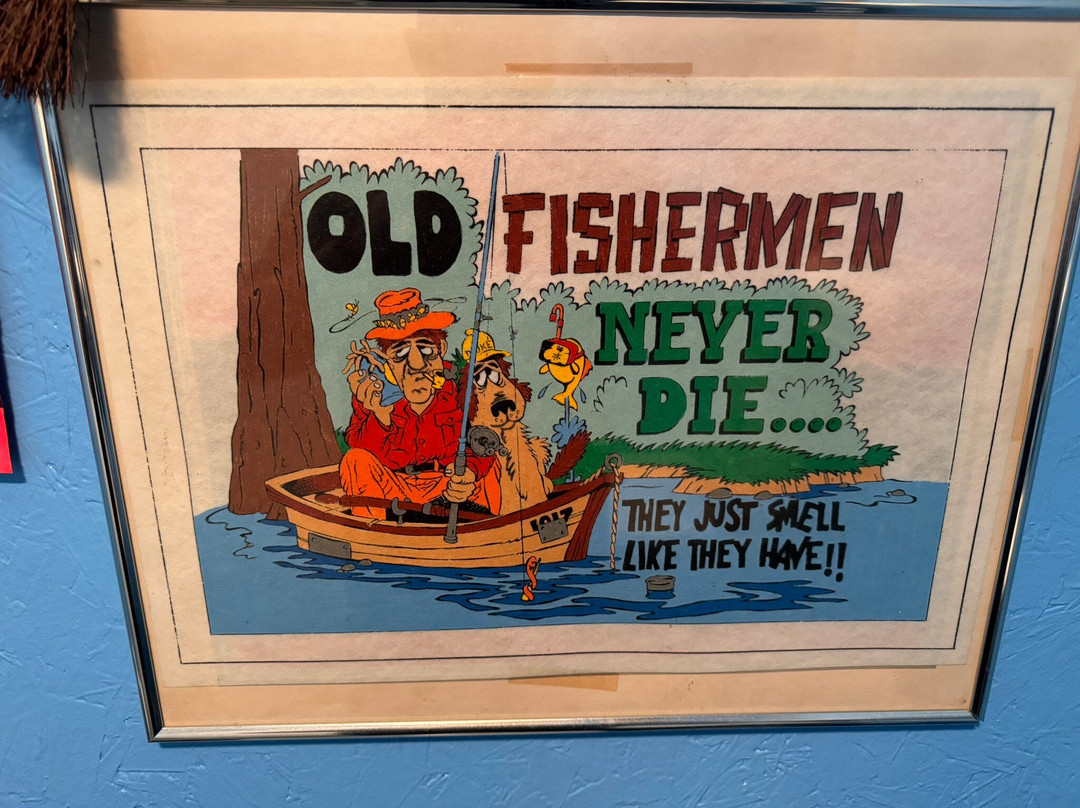 OLD FISHERMEN
NEVER
DIE....
THEY JUST SMELL
LIKE THEY HAVE!!